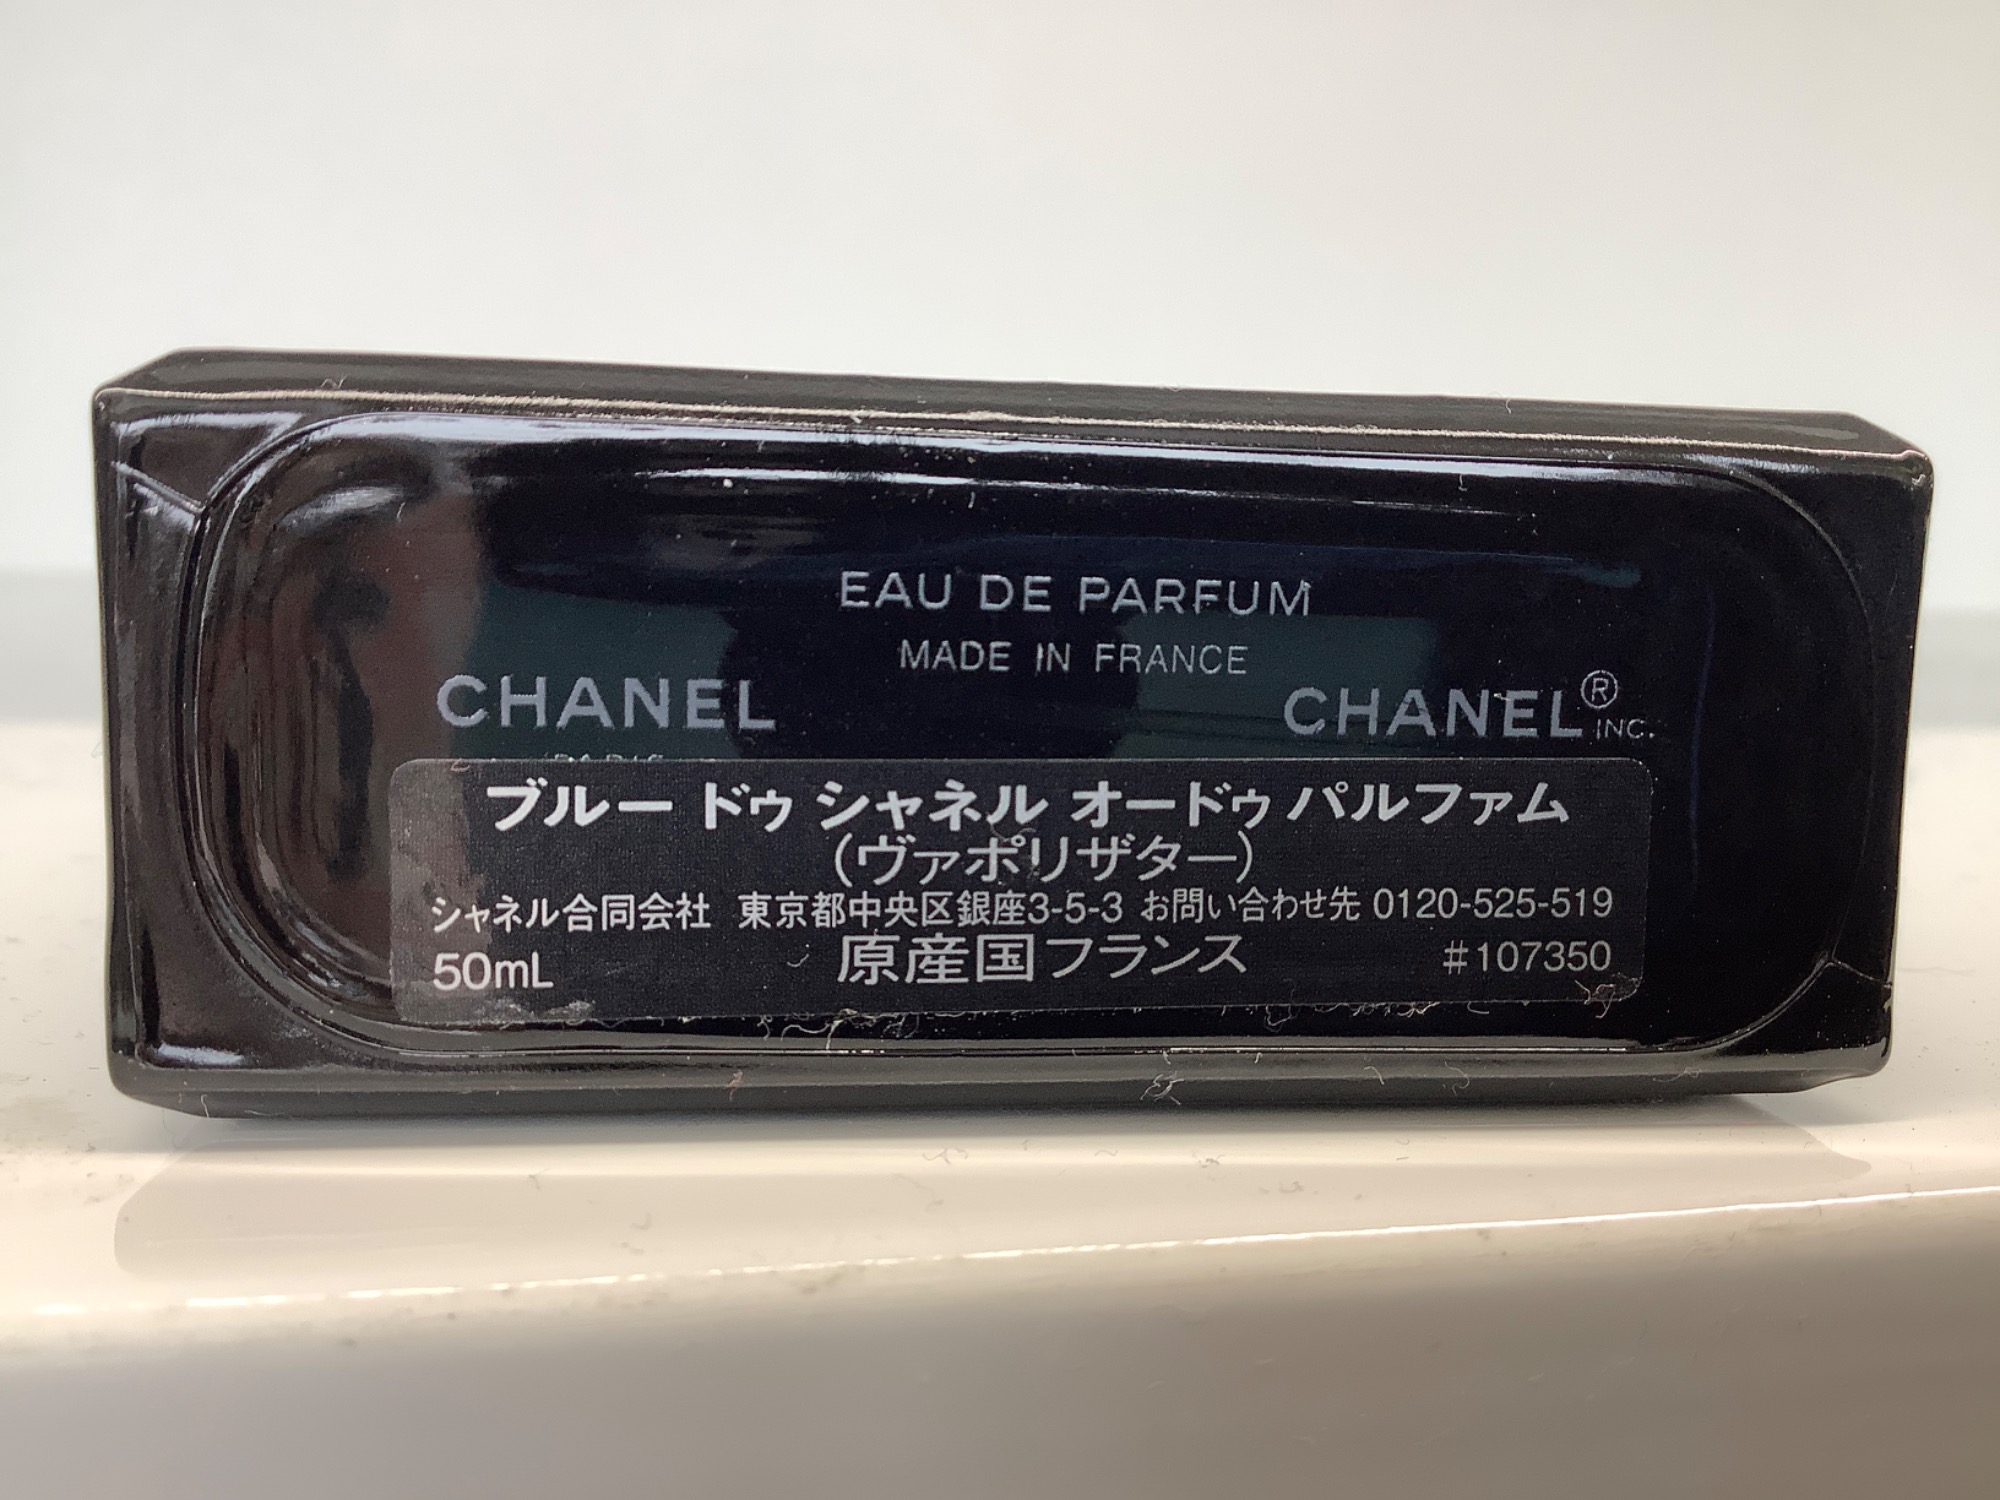 EAU DE PARFUM
MADE IN FRANCE
CHANEL
CHANEL® INC.
PARIS
ブルー ドゥ シャネル オードゥ パルファム
(ヴァポリザター)
シャネル合同会社 東京都中央区銀座3-5-3 お問い合わせ先 0120-525-519
50mL 原産国フランス #107350